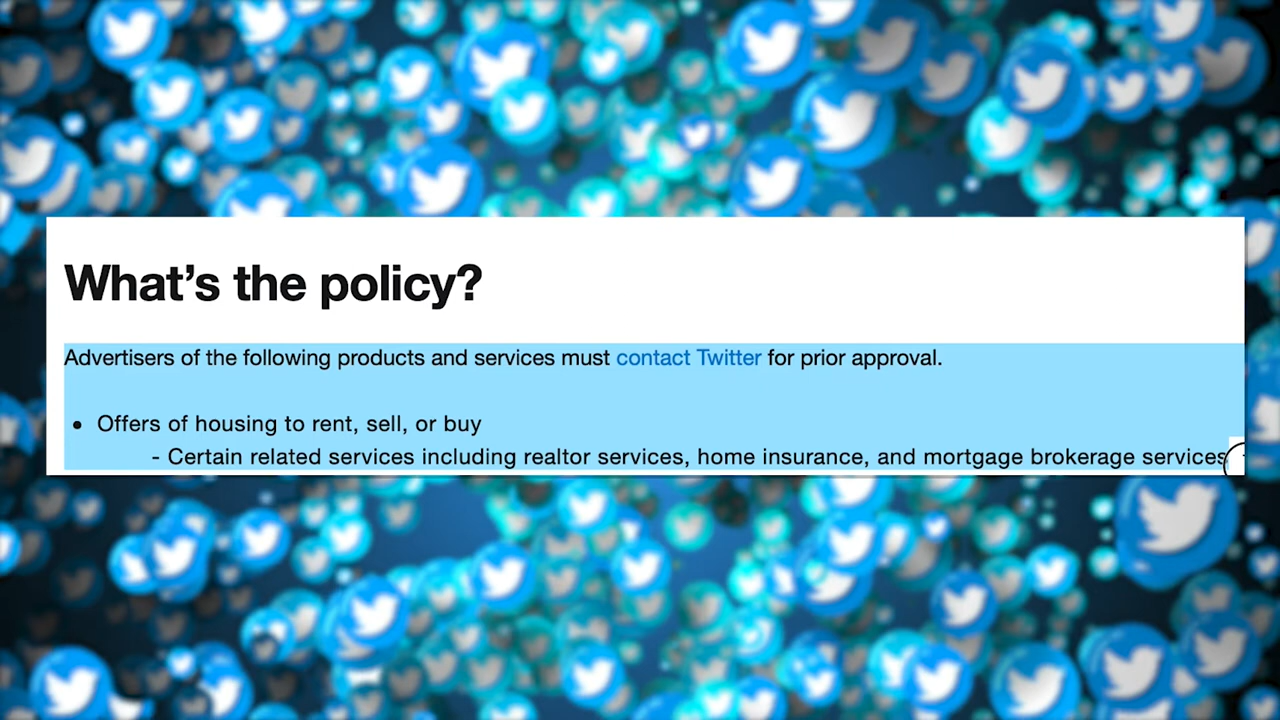 What’s the policy?
Advertisers of the following products and services must contact Twitter for prior approval.
• Offers of housing to rent, sell, or buy
- Certain related services including realtor services, home insurance, and mortgage brokerage services